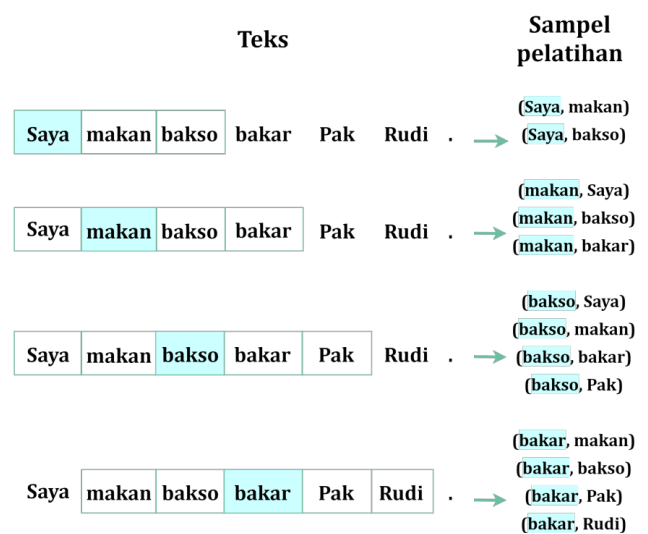 Teks
Sampel
pelatihan
Saya makan bakso bakar Pak Rudi .
(Saya, makan)
(Saya, bakso)
Saya makan bakso bakar Pak Rudi .
(makan, Saya)
(makan, bakso)
(makan, bakar)
Saya makan bakso bakar Pak Rudi .
(bakso, Saya)
(bakso, makan)
(bakso, bakar)
(bakso, Pak)
Saya makan bakso bakar Pak Rudi .
(bakar, makan)
(bakar, bakso)
(bakar, Pak)
(bakar, Rudi)